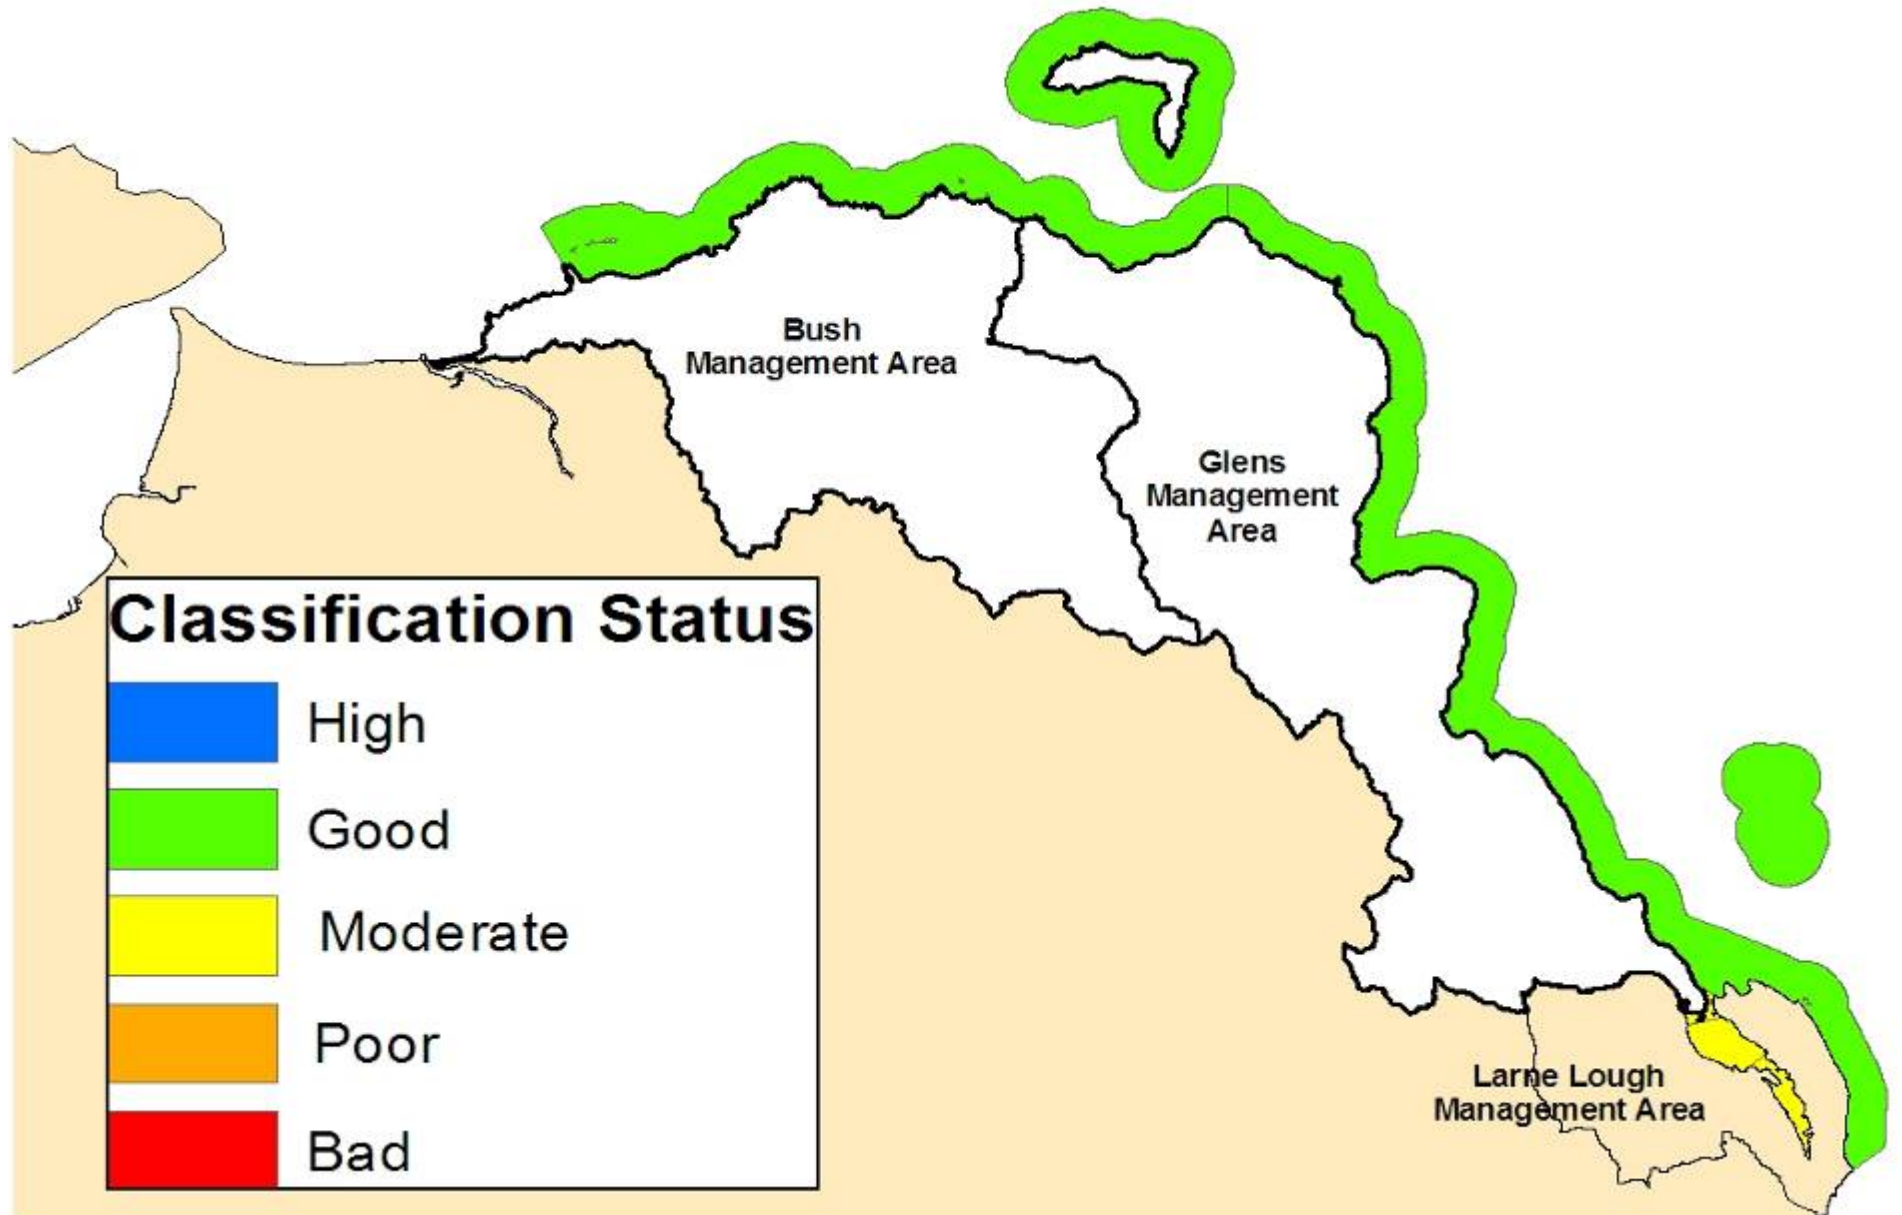 Bush
Management Area
Glens
Management
Area
Classification Status
High
Good
Moderate
Poor
Bad
Larne Lough
Management Area